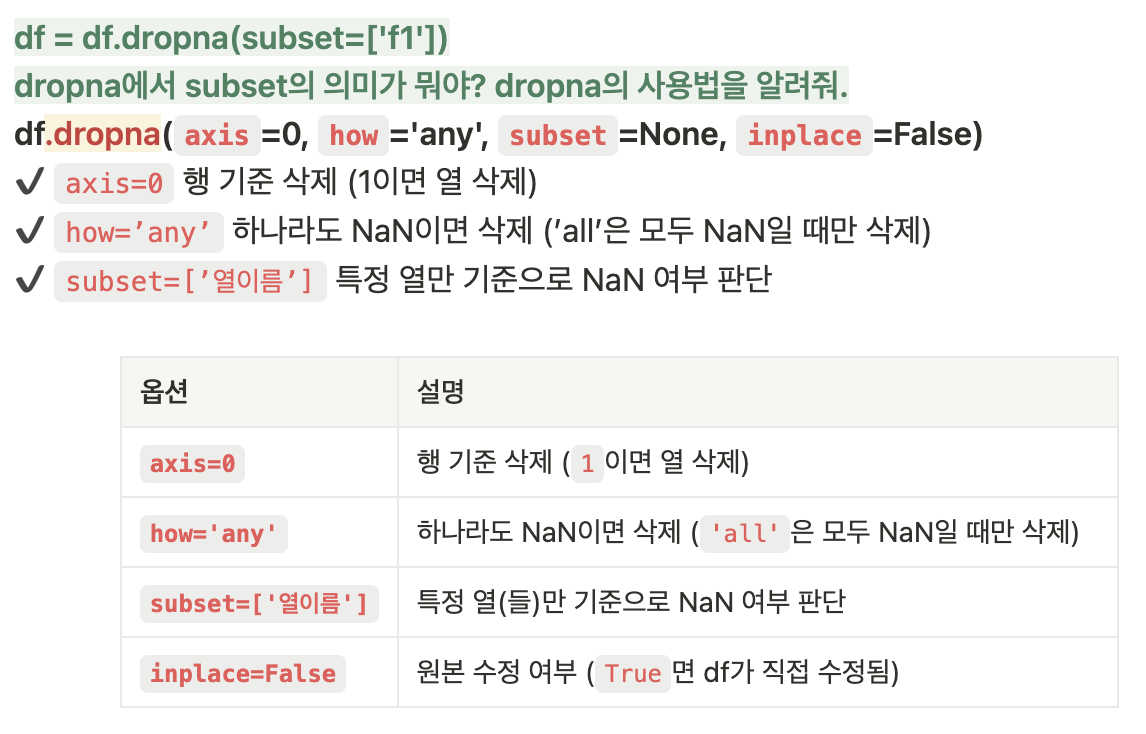 df = df.dropna(subset=['f1'])
dropna에서 subset의 의미가 뭐야? dropna의 사용법을 알려줘.
df.dropna( axis =0, how ='any', subset =None, inplace =False)
✔ axis=0 행 기준 삭제 (1이면 열 삭제)
✔ how=’any’ 하나라도 NaN이면 삭제 (’all’은 모두 NaN일 때만 삭제)
✔ subset=[’열이름’] 특정 열만 기준으로 NaN 여부 판단
옵션 설명
axis=0 행 기준 삭제 ( 1 이면 열 삭제)
how='any' 하나라도 NaN이면 삭제 ( 'all' 은 모두 NaN일 때만 삭제)
subset=['열이름'] 특정 열(들)만 기준으로 NaN 여부 판단
inplace=False 원본 수정 여부 ( True 면 df가 직접 수정됨)